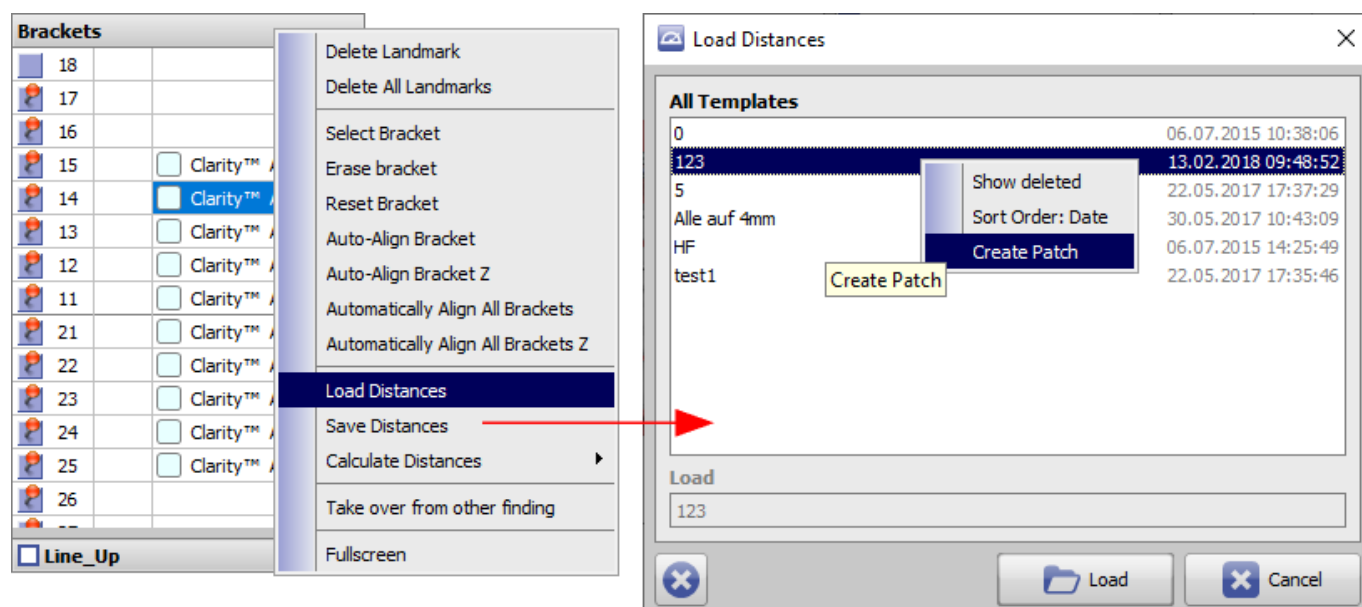 Brackets
18
17
16
15 Clarity™
14 Clarity™
13 Clarity™
12 Clarity™
11 Clarity™
21 Clarity™
22 Clarity™
23 Clarity™
24 Clarity™
25 Clarity™
26
Line_Up
Delete Landmark
Delete All Landmarks
Select Bracket
Erase bracket
Reset Bracket
Auto-Align Bracket
Auto-Align Bracket Z
Automatically Align All Brackets
Automatically Align All Brackets Z
Load Distances
Save Distances
Calculate Distances
Take over from other finding
Fullscreen
Load Distances
All Templates
0 06.07.2015 10:38:06
123 13.02.2018 09:48:52
5 22.05.2017 17:37:29
Alle auf 4mm 30.05.2017 10:43:09
HF 06.07.2015 14:25:49
test1 22.05.2017 17:35:46
Show deleted
Sort Order: Date
Create Patch
Create Patch
Load
123
Load
Cancel